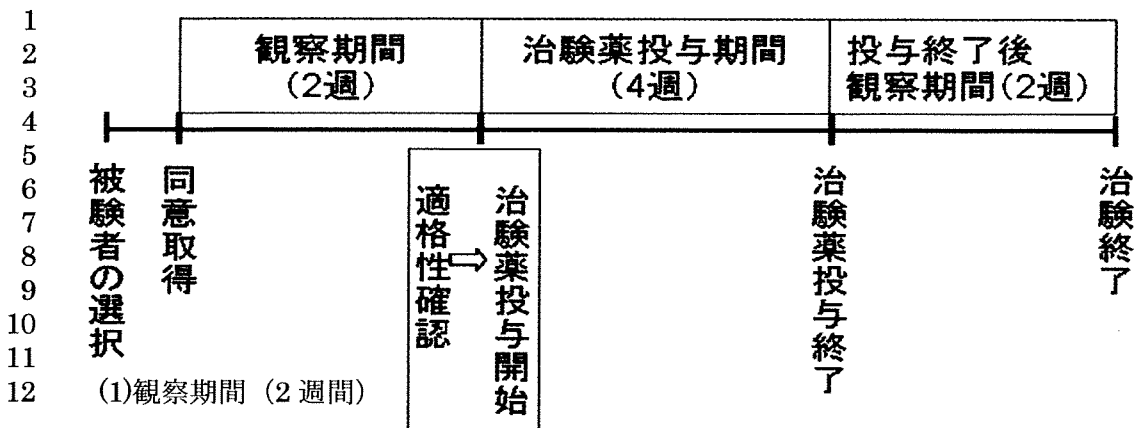 1
2
3
4
5
6
7
8
9
10
11
12
観察期間
(2週)
治験薬投与期間
(4週)
投与終了後
観察期間(2週)
被験者の選択
同意取得
適格性確認
⇨
治験薬投与開始
治験薬投与終了
治験終了
(1)観察期間（2 週間）